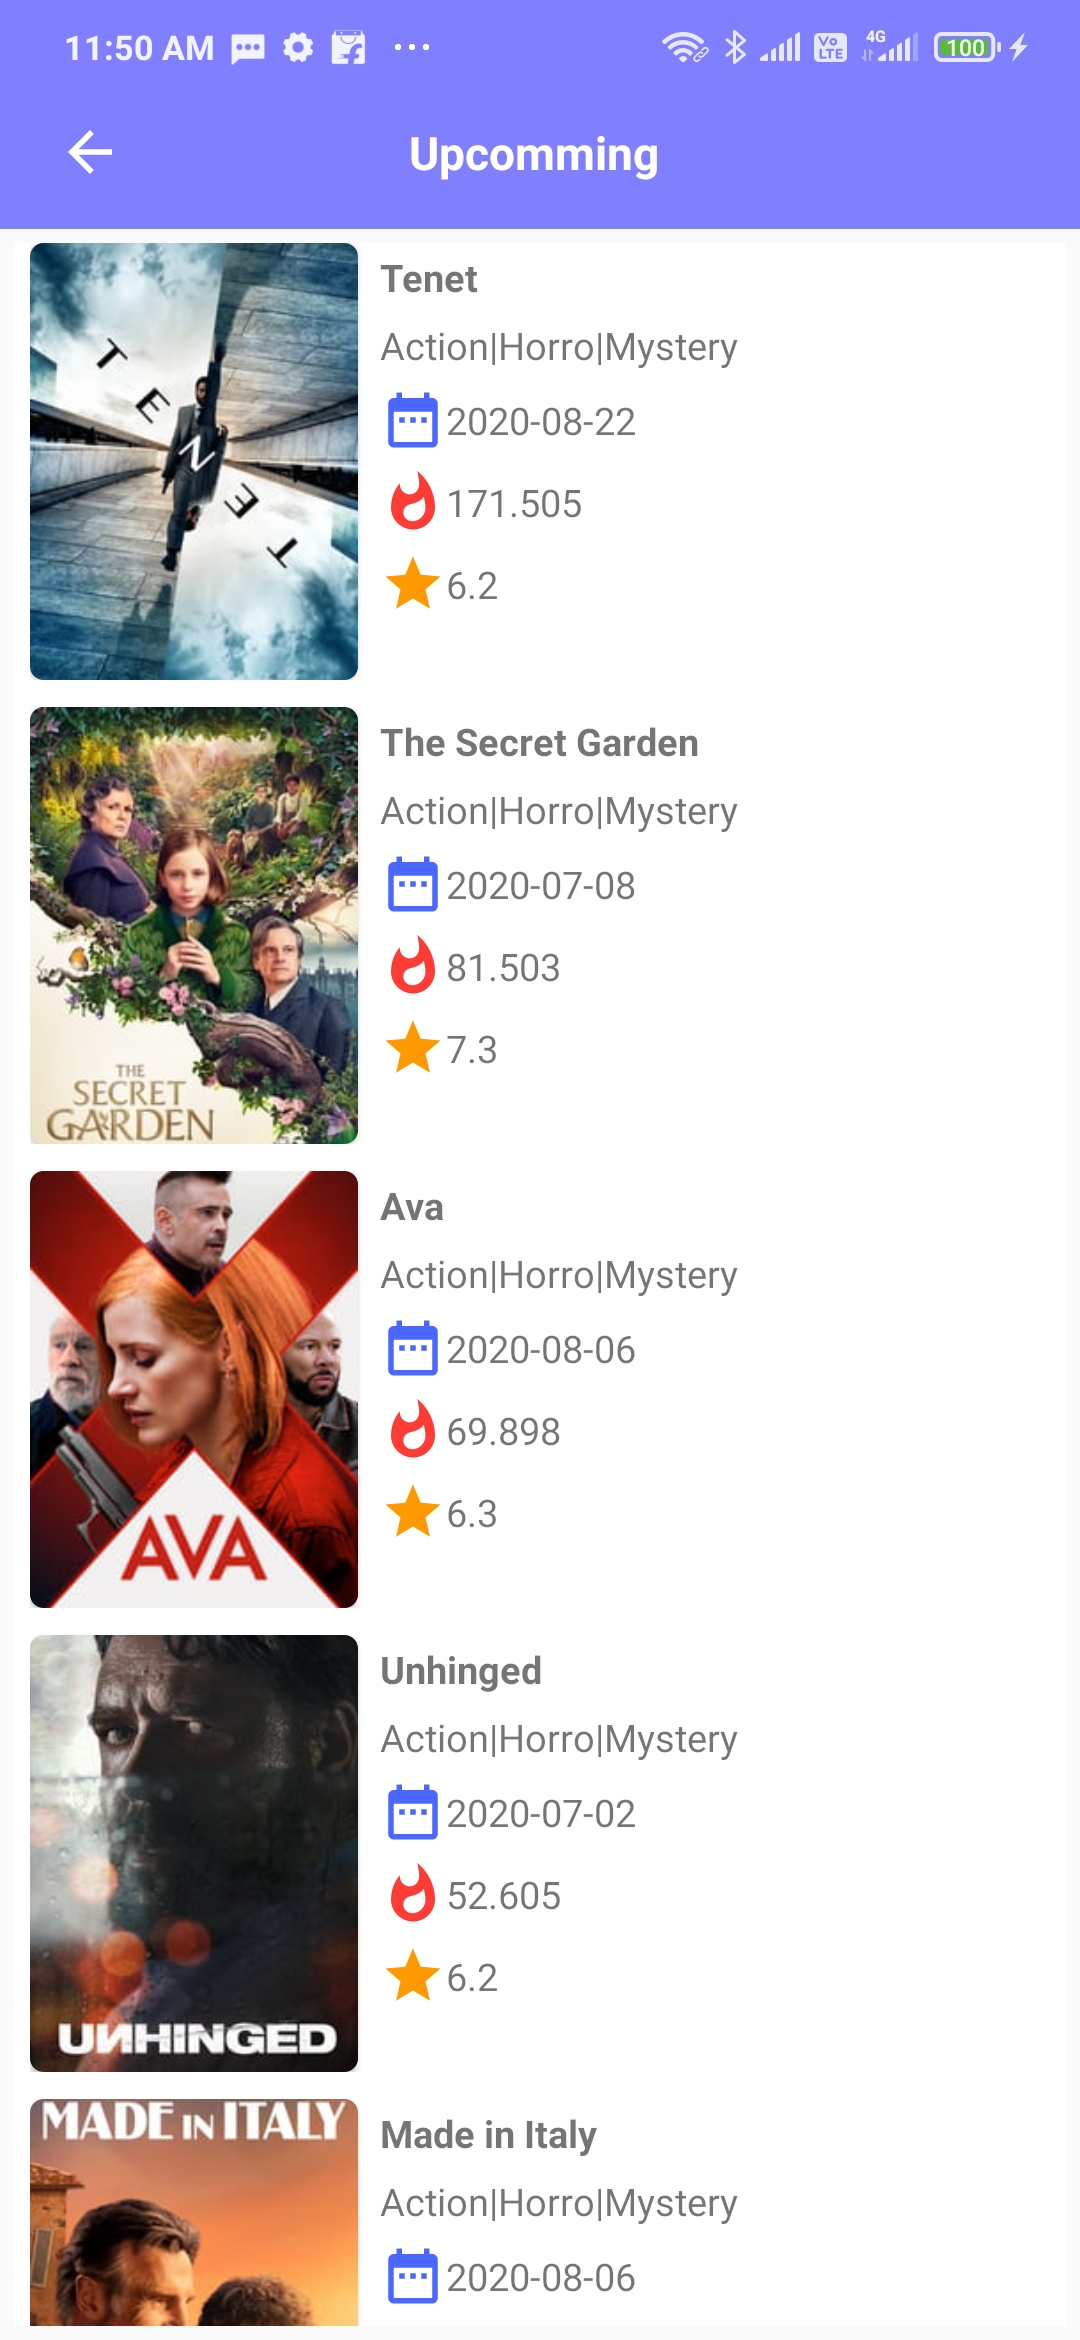 11:50 AM
Vo LTE 4G 100
Upcomming
TENET
Tenet
Action|Horro|Mystery
2020-08-22
171.505
6.2
THE
SECRET
GARDEN
The Secret Garden
Action|Horro|Mystery
2020-07-08
81.503
7.3
AVA
Ava
Action|Horro|Mystery
2020-08-06
69.898
6.3
UNHINGED
Unhinged
Action|Horro|Mystery
2020-07-02
52.605
6.2
MADE IN ITALY
Made in Italy
Action|Horro|Mystery
2020-08-06